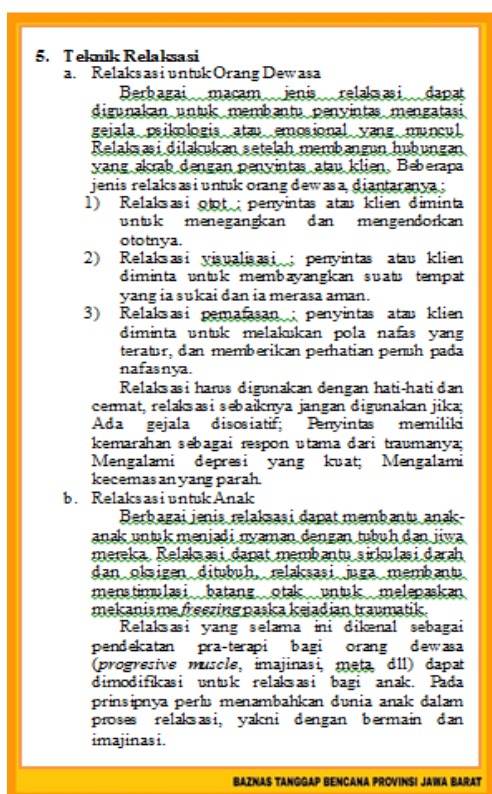 5. Teknik Relaksasi
a. Relaksasi untuk Orang Dewasa
Berbagai macam jenis relaksasi dapat
digunakan untuk membantu penyintas mengatasi
gejala psikologis atau emosional yang muncul.
Relaksasi dilakukan setelah membangun hubungan
yang akrab dengan penyintas atau klien. Beberapa
jenis relaksasi untuk orang dewasa, diantaranya :
1) Relaksasi otot : penyintas atau klien diminta
untuk menegangkan dan mengendorkan
ototnya.
2) Relaksasi visualisasi : penyintas atau klien
diminta untuk membayangkan suatu tempat
yang ia sukai dan ia merasa aman.
3) Relaksasi pernafasan : penyintas atau klien
diminta untuk melakukan pola nafas yang
teratur, dan memberikan perhatian penuh pada
nafasnya.
Relaksasi harus digunakan dengan hati-hati dan
cermat, relaksasi sebaiknya jangan digunakan jika;
Ada gejala disosiatif; Penyintas memiliki
kemarahan sebagai respon utama dari traumanya;
Mengalami depresi yang kuat; Mengalami
kecemasan yang parah.
b. Relaksasi untuk Anak
Berbagai jenis relaksasi dapat membantu anak-
anak untuk menjadi nyaman dengan tubuh dan jiwa
mereka. Relaksasi dapat membantu sirkulasi darah
dan oksigen ditubuh, relaksasi juga membantu
menstimulasi batang otak untuk melepaskan
mekanisme freezing paska kejadian traumatik.
Relaksasi yang selama ini dikenal sebagai
pendekatan pra-terapi bagi orang dewasa
(progresive muscle, imajinasi, meta, dll) dapat
dimodifikasi untuk relaksasi bagi anak. Pada
prinsipnya perlu menambahkan dunia anak dalam
proses relaksasi, yakni dengan bermain dan
imajinasi.
BAZNAS TANGGAP BENCANA PROVINSI JAWA BARAT